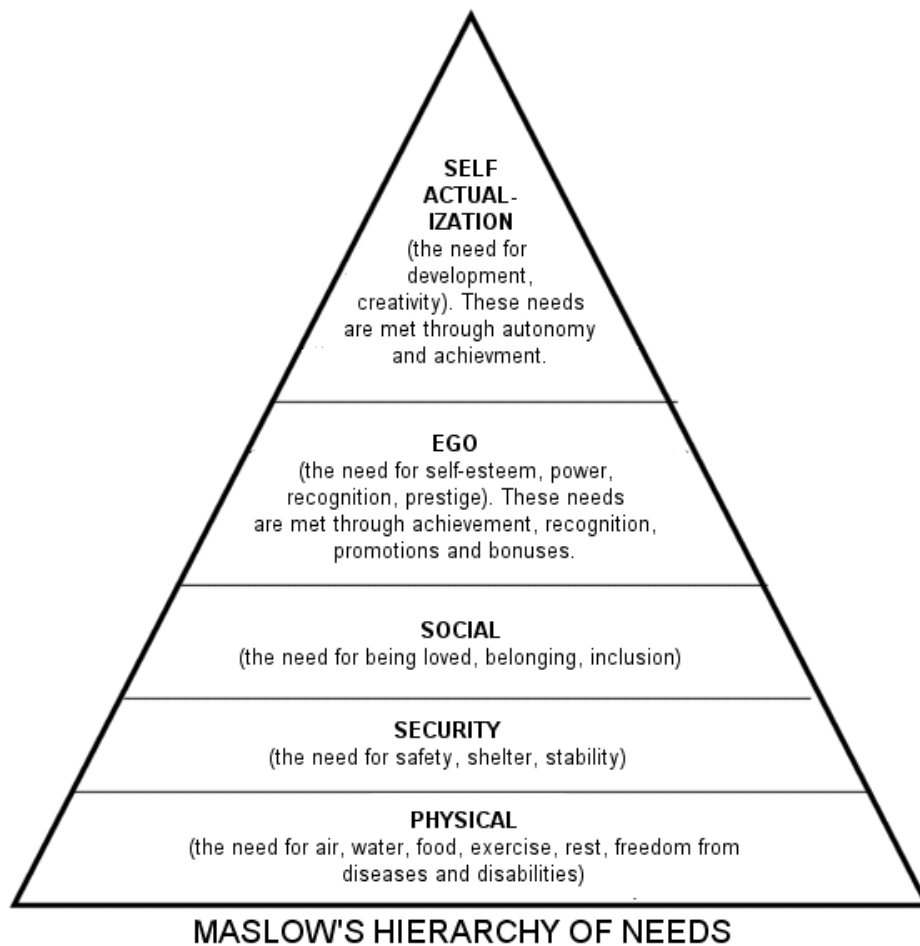 SELF
ACTUAL-
IZATION
(the need for
development,
creativity). These needs
are met through autonomy
and achievment.
EGO
(the need for self-esteem, power,
recognition, prestige). These needs
are met through achievement, recognition,
promotions and bonuses.
SOCIAL
(the need for being loved, belonging, inclusion)
SECURITY
(the need for safety, shelter, stability)
PHYSICAL
(the need for air, water, food, exercise, rest, freedom from
diseases and disabilities)
MASLOW'S HIERARCHY OF NEEDS